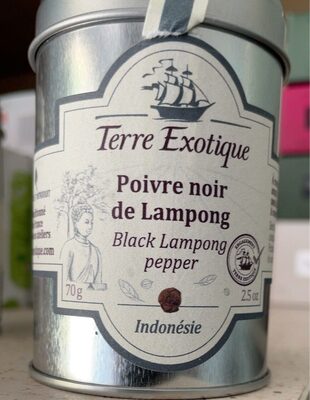 Terre Exotique
Poivre noir
de Lampong
Black Lampong
pepper
70g
2.5 oz
Indonésie